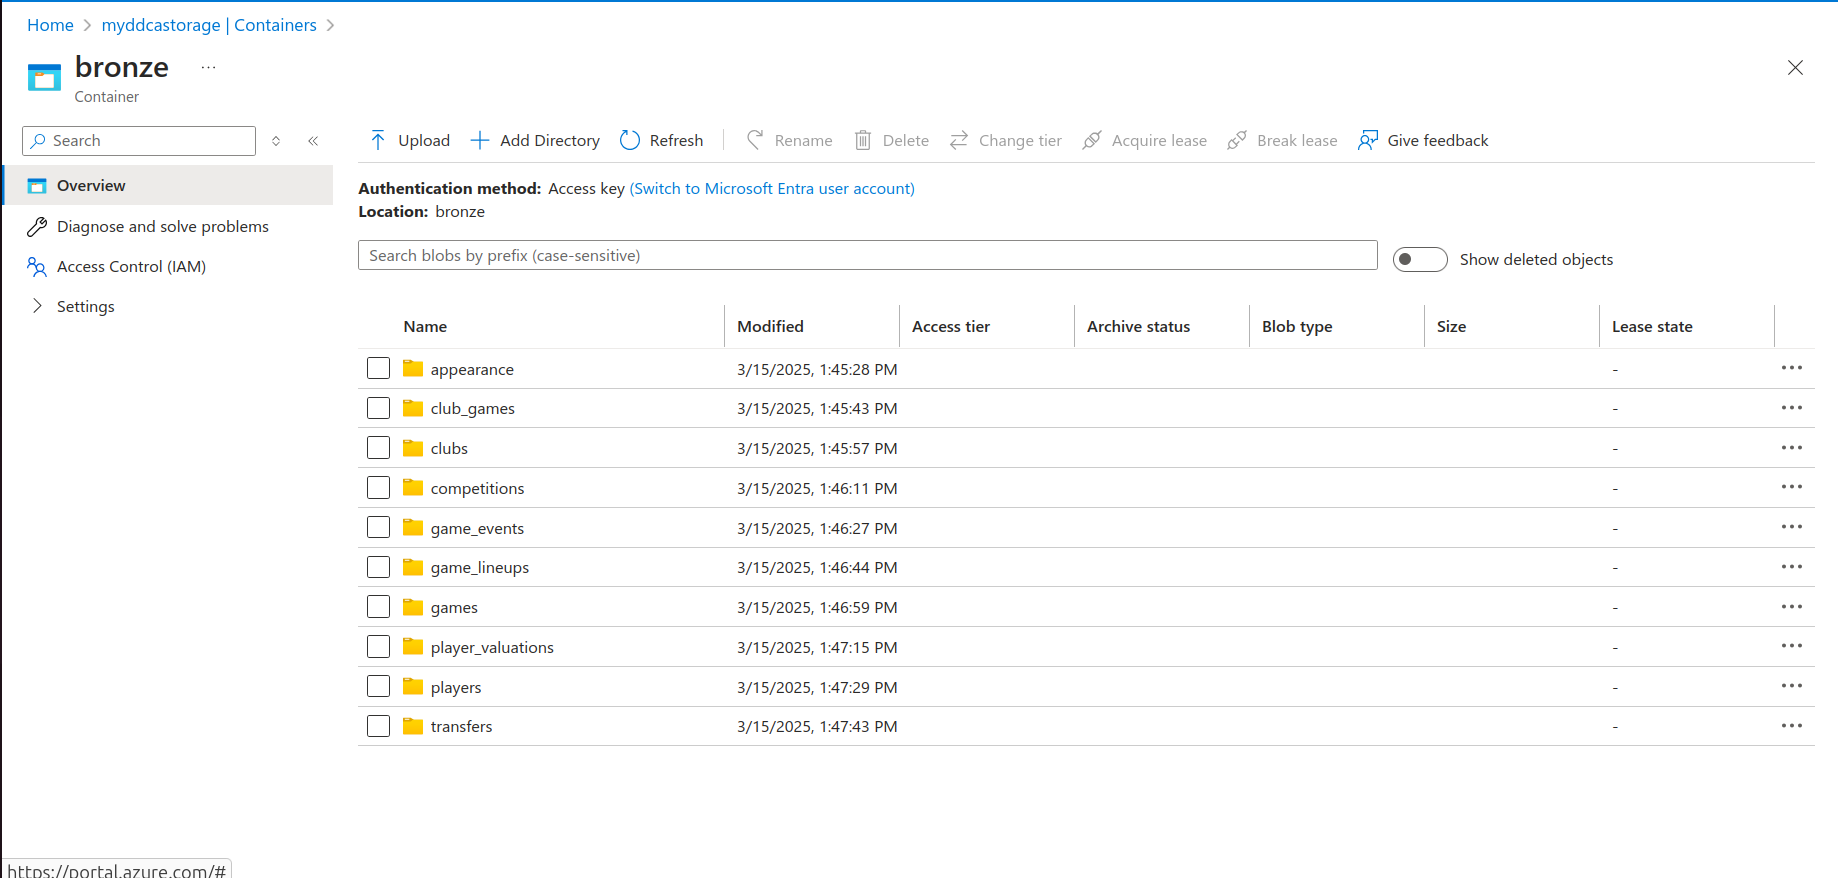 Home > myddcastorage | Containers >
bronze ...
Container
Search
Upload Add Directory Refresh Rename Delete Change tier Acquire lease Break lease Give feedback
Overview
Diagnose and solve problems
Access Control (IAM)
Settings
Authentication method: Access key (Switch to Microsoft Entra user account)
Location: bronze
Search blobs by prefix (case-sensitive)
Show deleted objects
Name Modified Access tier Archive status Blob type Size Lease state
appearance 3/15/2025, 1:45:28 PM -
club_games 3/15/2025, 1:45:43 PM -
clubs 3/15/2025, 1:45:57 PM -
competitions 3/15/2025, 1:46:11 PM -
game_events 3/15/2025, 1:46:27 PM -
game_lineups 3/15/2025, 1:46:44 PM -
games 3/15/2025, 1:46:59 PM -
player_valuations 3/15/2025, 1:47:15 PM -
players 3/15/2025, 1:47:29 PM -
transfers 3/15/2025, 1:47:43 PM -
https://portal.azure.com/#